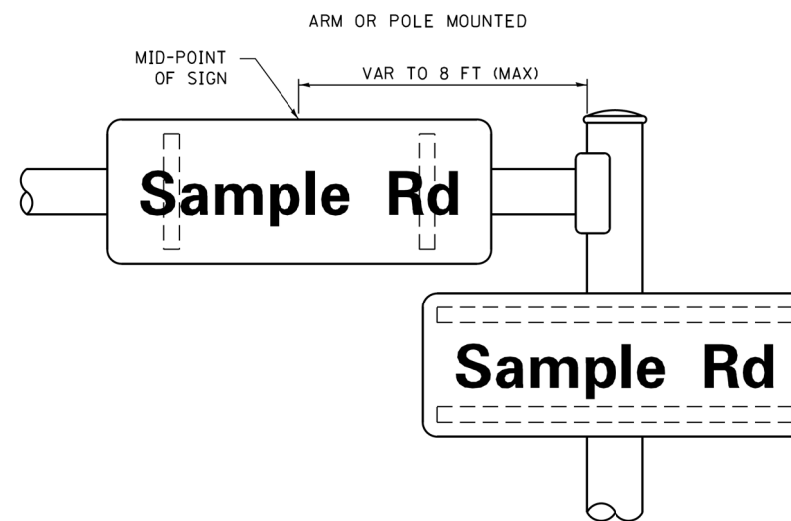 ARM OR POLE MOUNTED
MID-POINT
OF SIGN
VAR TO 8 FT (MAX)
Sample Rd
Sample Rd